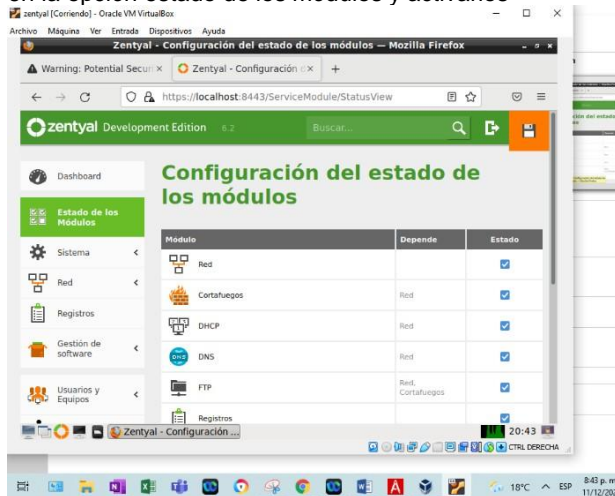 en la opción estado de los módulos y activarlos
zentyal [Corriendo] - Oracle VM VirtualBox
Archivo Máquina Ver Entrada Dispositivos Ayuda
Zentyal - Configuración del estado de los módulos — Mozilla Firefox
Warning: Potential Securi
Zentyal - Configuración d
https://localhost:8443/ServiceModule/StatusView
zentyal Development Edition 6.2
Buscar...
Dashboard
Estado de los
Módulos
Sistema
Red
Registros
Gestión de
software
Usuarios y
Equipos
Configuración del estado de
los módulos
Módulo Depende Estado
Red
Cortafuegos Red
DHCP Red
DNS Red
FTP Red,
Cortafuegos
Registros
Zentyal - Configuración ...
20:43
CTRL DERECHA
18°C ESP
8:43 p. m.